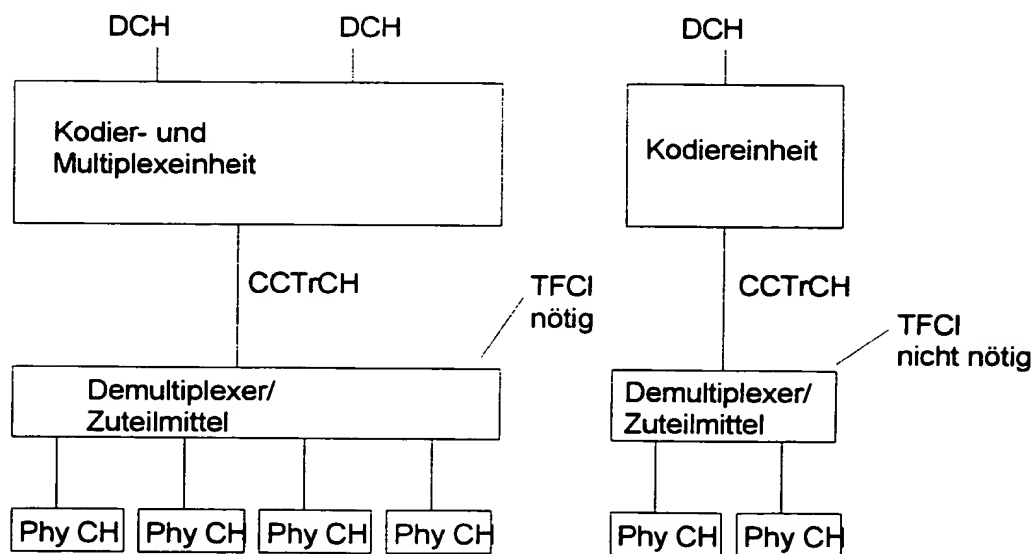 DCH
DCH
DCH
Kodier- und
Multiplexeinheit
Kodiereinheit
CCTrCH
TFCI
nötig
CCTrCH
TFCI
nicht nötig
Demultiplexer/
Zuteilmittel
Demultiplexer/
Zuteilmittel
Phy CH
Phy CH
Phy CH
Phy CH
Phy CH
Phy CH